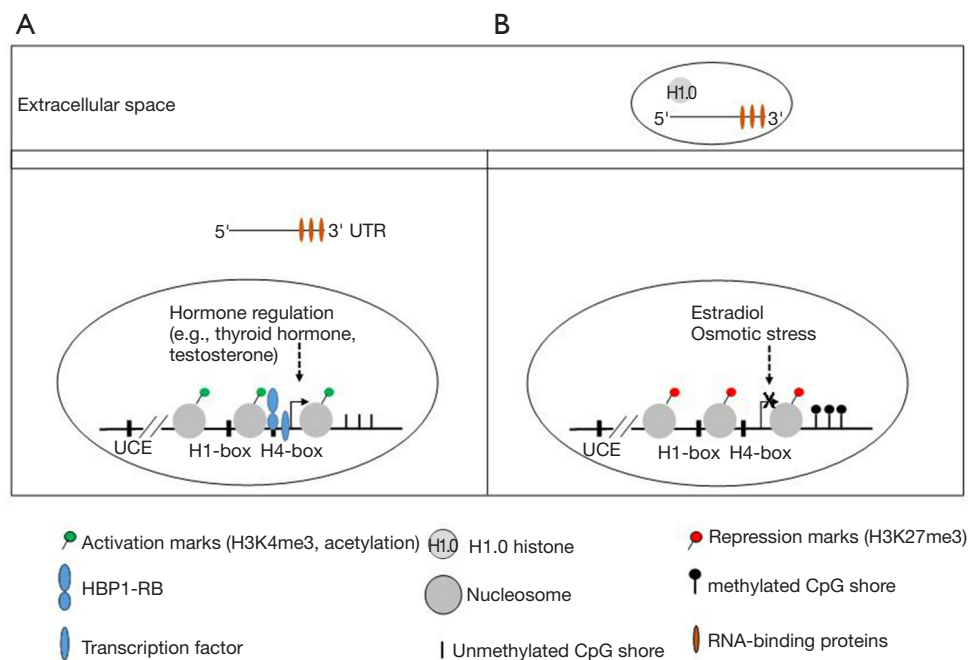 A
B
Extracellular space
H1.0
5'
3'
5'
3' UTR
Hormone regulation
(e.g., thyroid hormone,
testosterone)
UCE
H1-box
H4-box
Estradiol
Osmotic stress
UCE
H1-box
H4-box
Activation marks (H3K4me3, acetylation)
H1.0
H1.0 histone
Repression marks (H3K27me3)
HBP1-RB
Nucleosome
methylated CpG shore
Transcription factor
Unmethylated CpG shore
RNA-binding proteins